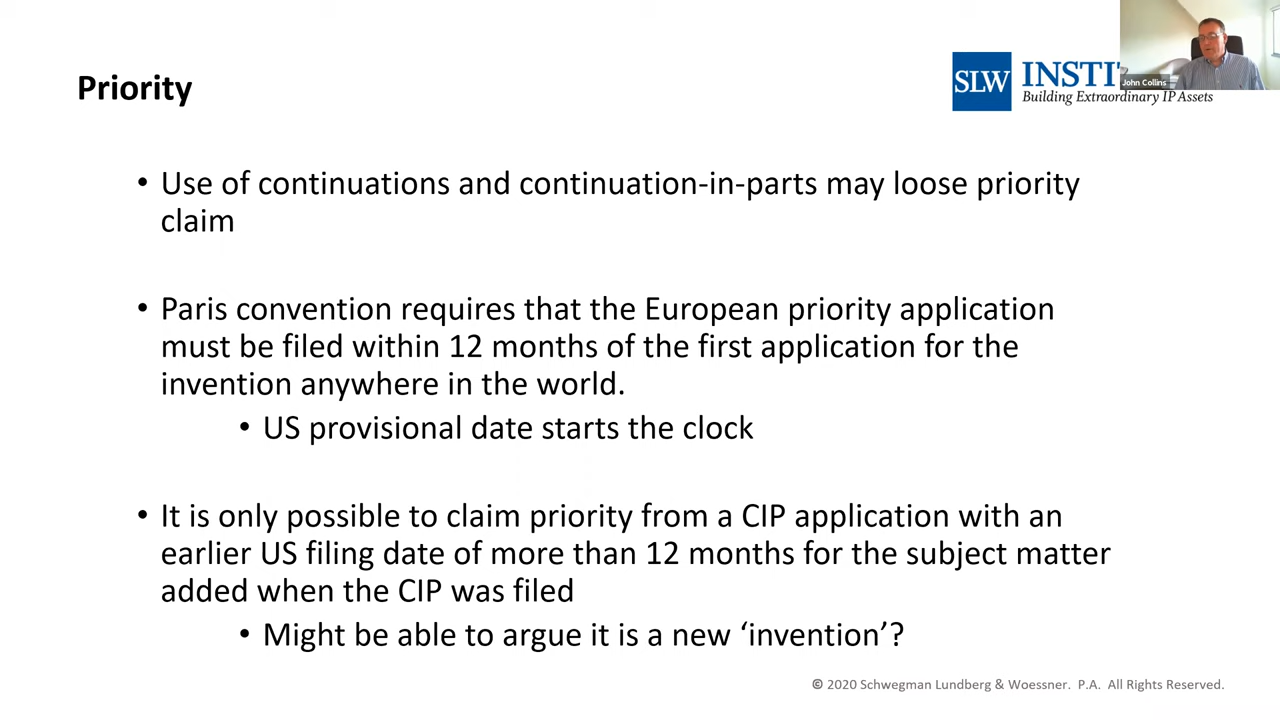 Priority
SLW
INSTI
Building Extraordinary IP Assets
John Collins
• Use of continuations and continuation-in-parts may loose priority
claim
• Paris convention requires that the European priority application
must be filed within 12 months of the first application for the
invention anywhere in the world.
• US provisional date starts the clock
• It is only possible to claim priority from a CIP application with an
earlier US filing date of more than 12 months for the subject matter
added when the CIP was filed
• Might be able to argue it is a new ‘invention’?
© 2020 Schwegman Lundberg & Woessner. P.A. All Rights Reserved.